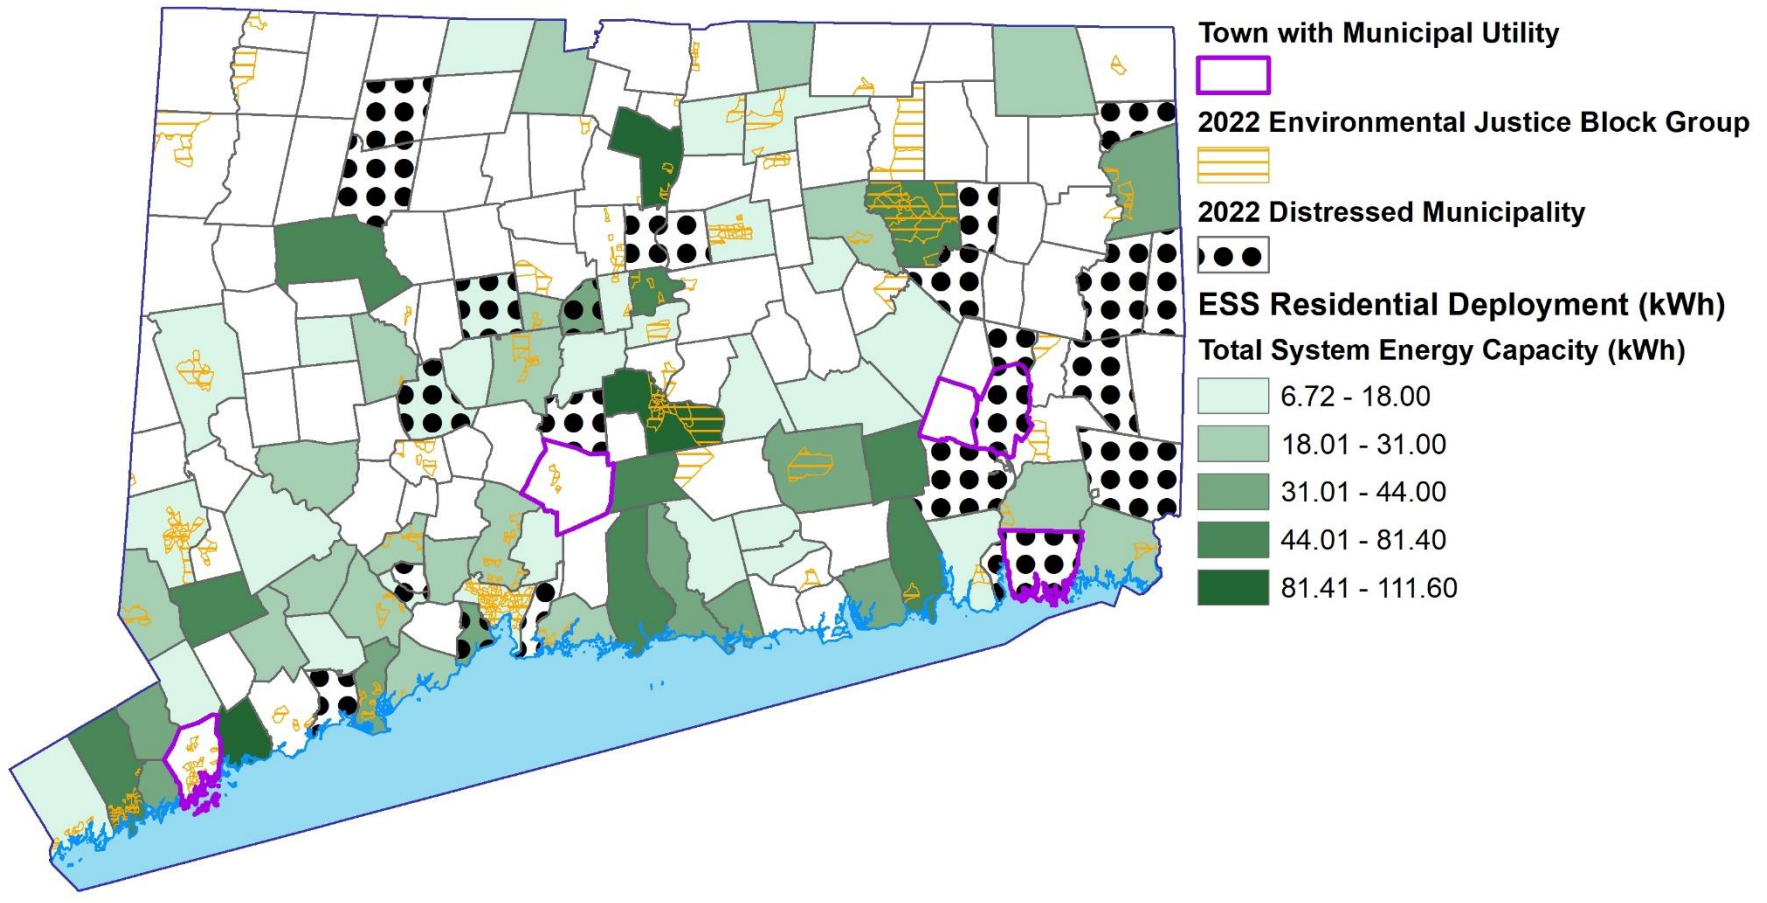 Town with Municipal Utility
2022 Environmental Justice Block Group
2022 Distressed Municipality
ESS Residential Deployment (kWh)
Total System Energy Capacity (kWh)
6.72 - 18.00
18.01 - 31.00
31.01 - 44.00
44.01 - 81.40
81.41 - 111.60